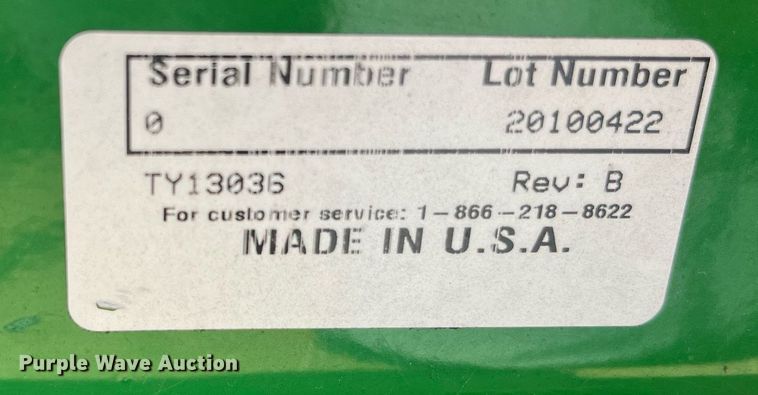 Serial Number Lot Number
0 20100422
TY13036 Rev: B
For customer service: 1-866-218-8622
MADE IN U.S.A.
Purple Wave Auction